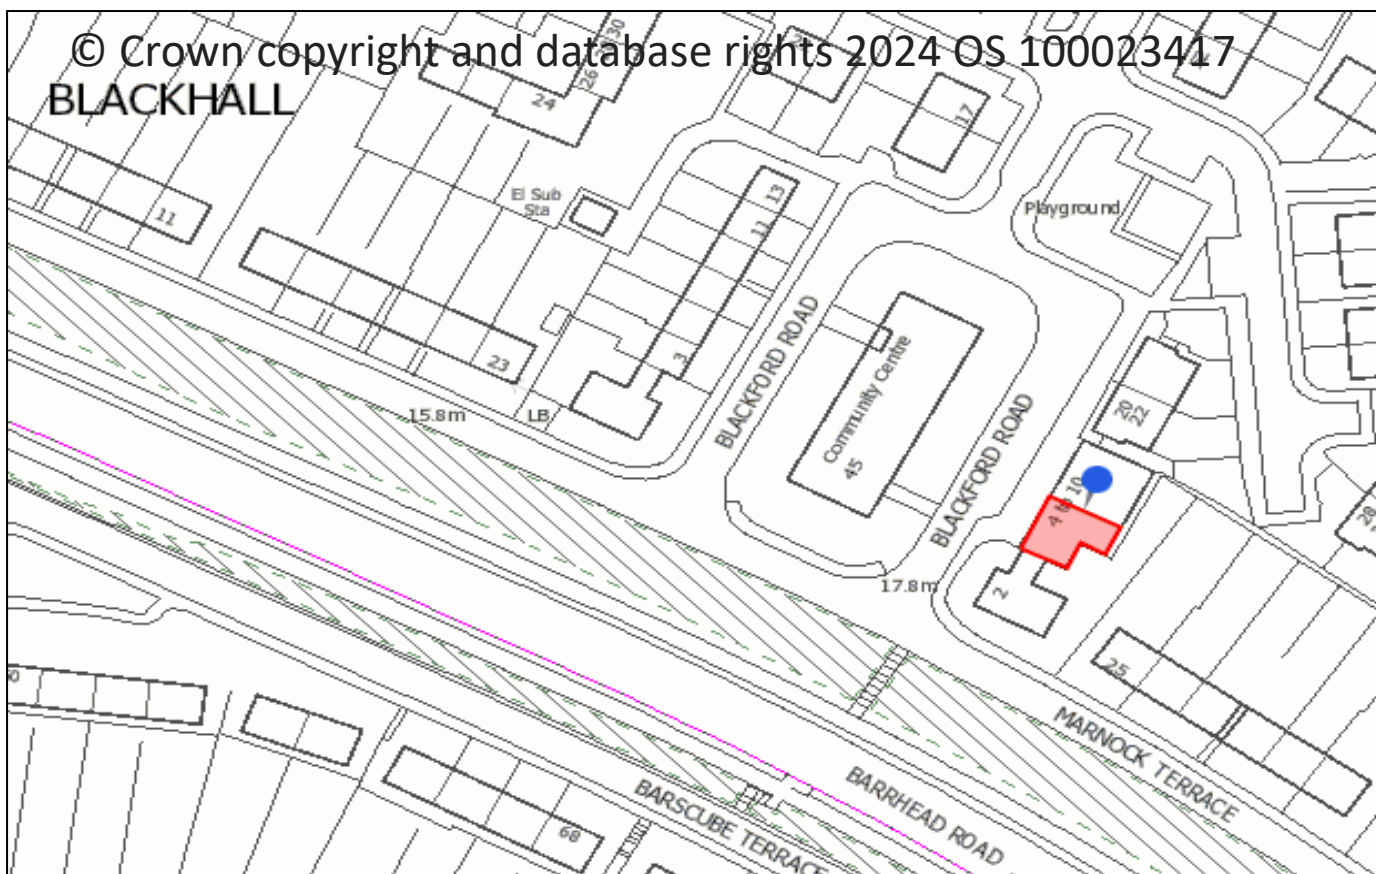 © Crown copyright and database rights 2024 OS 100023417
BLACKHALL
24
17
El Sub
Sta
13
11
11
Playground
BLACKFORD ROAD
Community Centre
45
3
23
15.8m
LB
BLACKFORD ROAD
20
22
4 to 10
17.8m
2
25
28
MARNOCK TERRACE
BARRHEAD ROAD
BARSCUBE TERRACE
68